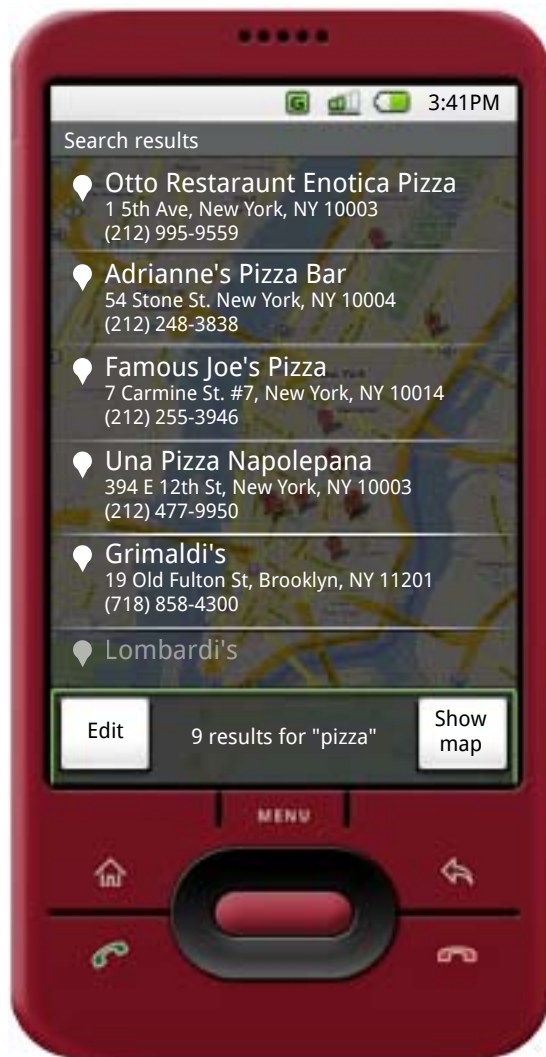 G 3:41PM
Search results
Otto Restaraunt Enotica Pizza
1 5th Ave, New York, NY 10003
(212) 995-9559
Adrianne's Pizza Bar
54 Stone St. New York, NY 10004
(212) 248-3838
Famous Joe's Pizza
7 Carmine St. #7, New York, NY 10014
(212) 255-3946
Una Pizza Napolepana
394 E 12th St, New York, NY 10003
(212) 477-9950
Grimaldi's
19 Old Fulton St, Brooklyn, NY 11201
(718) 858-4300
Lombardi's
Edit
9 results for "pizza"
Show
map
MENU